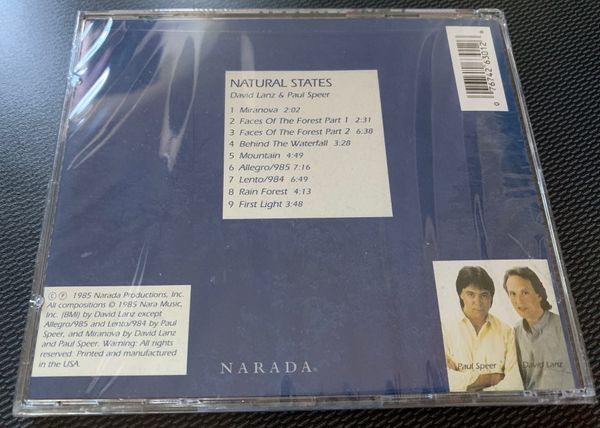 NATURAL STATES
David Lanz & Paul Speer
1 Miranova 2:02
2 Faces Of The Forest Part 1 2:31
3 Faces Of The Forest Part 2 6:38
4 Behind The Waterfall 3:28
5 Mountain 4:49
6 Allegro/985 7:16
7 Lento/984 6:49
8 Rain Forest 4:13
9 First Light 3:48
0 76742 63012 8
© ℗ 1985 Narada Productions, Inc.
All compositions © 1985 Nara Music,
Inc. (BMI) by David Lanz except
Allegro/985 and Lento/984 by Paul
Speer, and Miranova by David Lanz
and Paul Speer. Warning: All rights
reserved. Printed and manufactured
in the USA.
NARADA®
Paul Speer
David Lanz